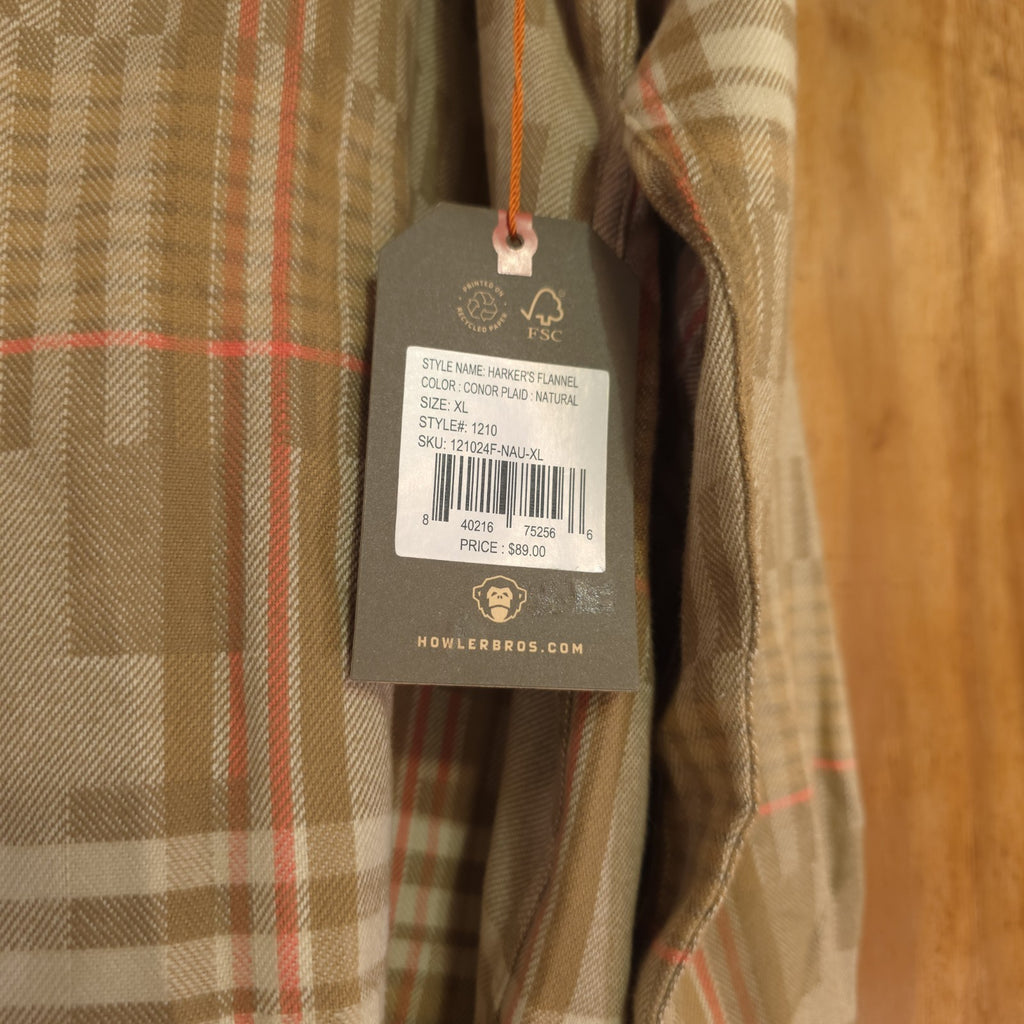 PRINTED ON
RECYCLED PAPER
FSC
STYLE NAME: HARKER'S FLANNEL
COLOR : CONOR PLAID : NATURAL
SIZE: XL
STYLE#: 1210
SKU: 121024F-NAU-XL
8 40216 75256 6
PRICE : $89.00
HOWLERBROS.COM